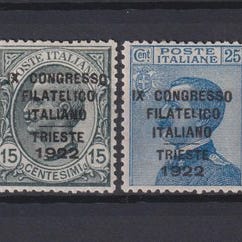 POSTE ITALIANE
IX CONGRESSO
FILATELICO
ITALIANO
TRIESTE
1922
15 15
CENTESIMI
Cent POSTE 25
ITALIANE
IX CONGRESSO
FILATELICO
ITALIANO
TRIESTE
1922